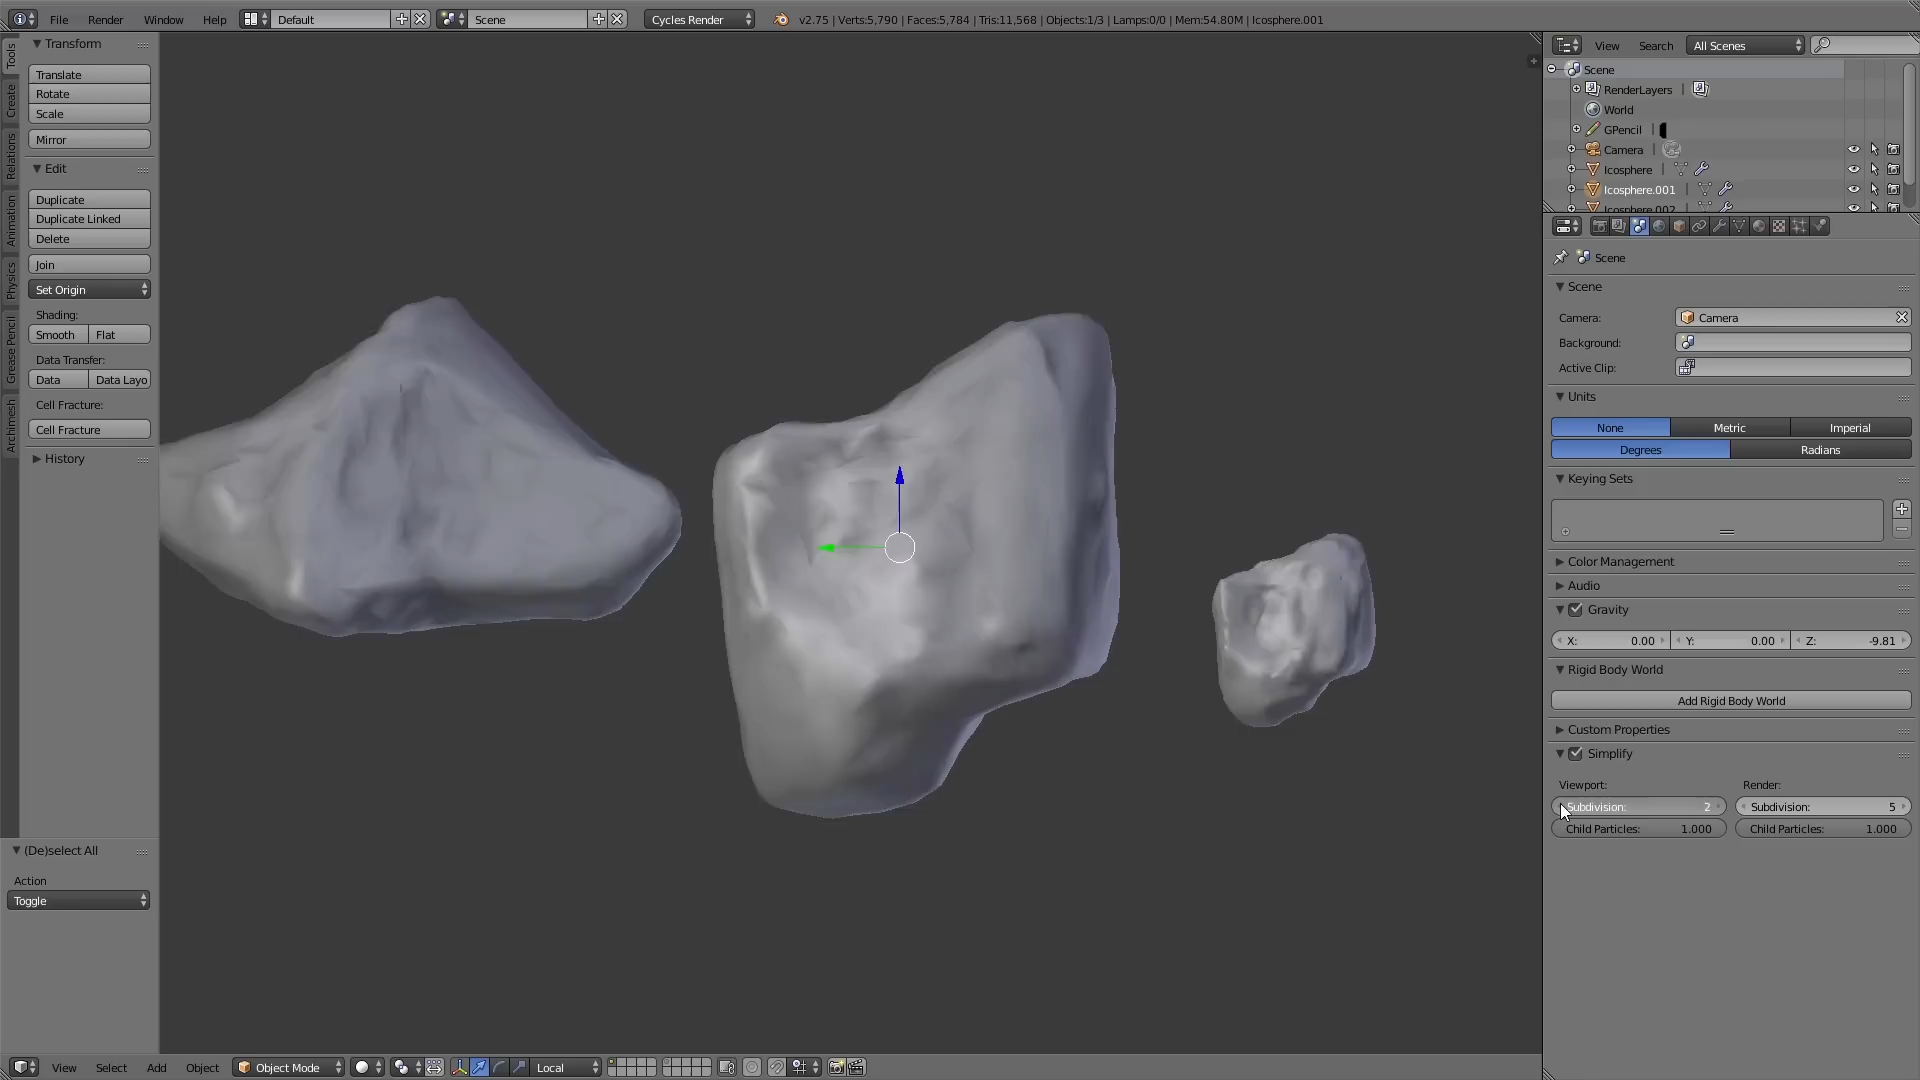 File Render Window Help Default Scene Cycles Render v2.75 | Verts:5,790 | Faces:5,784 | Tris:11,568 | Objects:1/3 | Lamps:0/0 | Mem:54.80M | Icosphere.001
Tools
Create
Relations
Animation
Physics
Grease Pencil
Archimesh
Transform
Translate
Rotate
Scale
Mirror
Edit
Duplicate
Duplicate Linked
Delete
Join
Set Origin
Shading:
Smooth Flat
Data Transfer:
Data Data Layo
Cell Fracture:
Cell Fracture
History
(De)select All
Action
Toggle
View Search All Scenes
Scene
RenderLayers
World
GPencil
Camera
Icosphere
Icosphere.001
Icosphere.002
Scene
Scene
Camera: Camera
Background:
Active Clip:
Units
None Metric Imperial
Degrees Radians
Keying Sets
Color Management
Audio
Gravity
X: 0.00 Y: 0.00 Z: -9.81
Rigid Body World
Add Rigid Body World
Custom Properties
Simplify
Viewport: Render:
Subdivision: 2 Subdivision: 5
Child Particles: 1.000 Child Particles: 1.000
View Select Add Object Object Mode Local